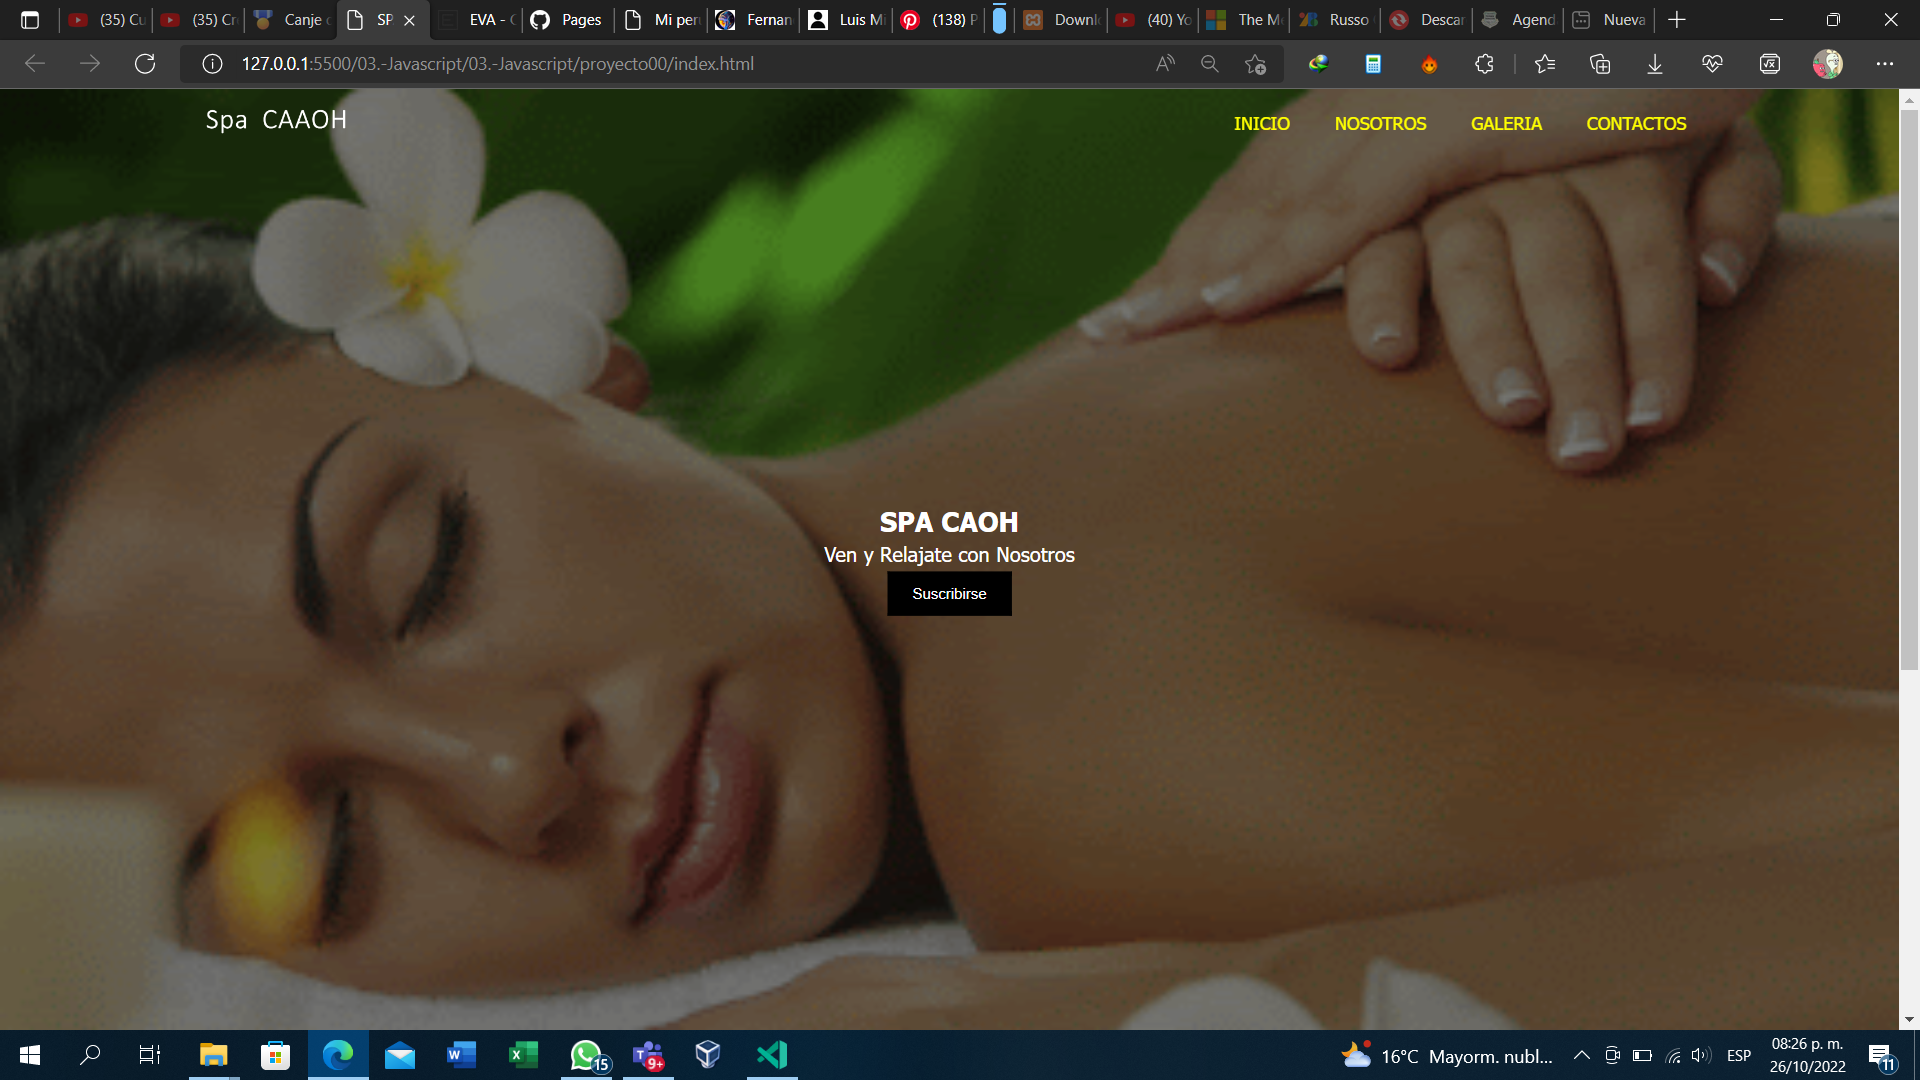 (35) Cu
(35) Cr
Canje
SP
EVA - C
Pages
Mi per
Fernan
Luis Mi
(138) P
Downl
(40) Yo
The M
Russo
Descar
Agend
Nueva
127.0.0.1:5500/03.-Javascript/03.-Javascript/proyecto00/index.html
Spa CAAOH
INICIO NOSOTROS GALERIA CONTACTOS
SPA CAOH
Ven y Relajate con Nosotros
Suscribirse
15
9+
16°C Mayorm. nubl...
ESP
08:26 p. m.
26/10/2022
11